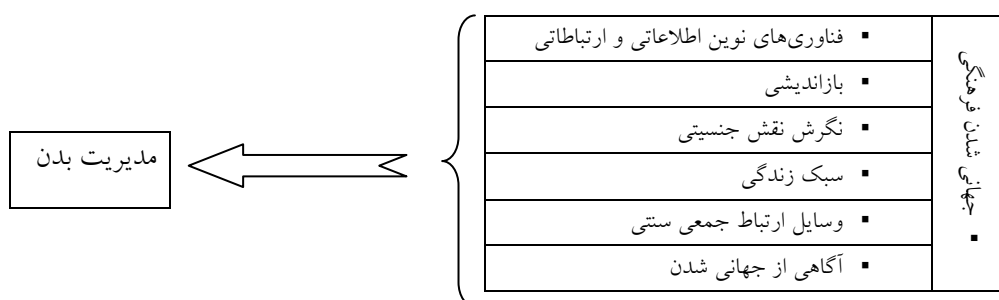 جهانی شدن فرهنگی
فناوری‌های نوین اطلاعاتی و ارتباطاتی
بازاندیشی
نگرش نقش جنسیتی
سبک زندگی
وسایل ارتباط جمعی سنتی
آگاهی از جهانی شدن
مدیریت بدن